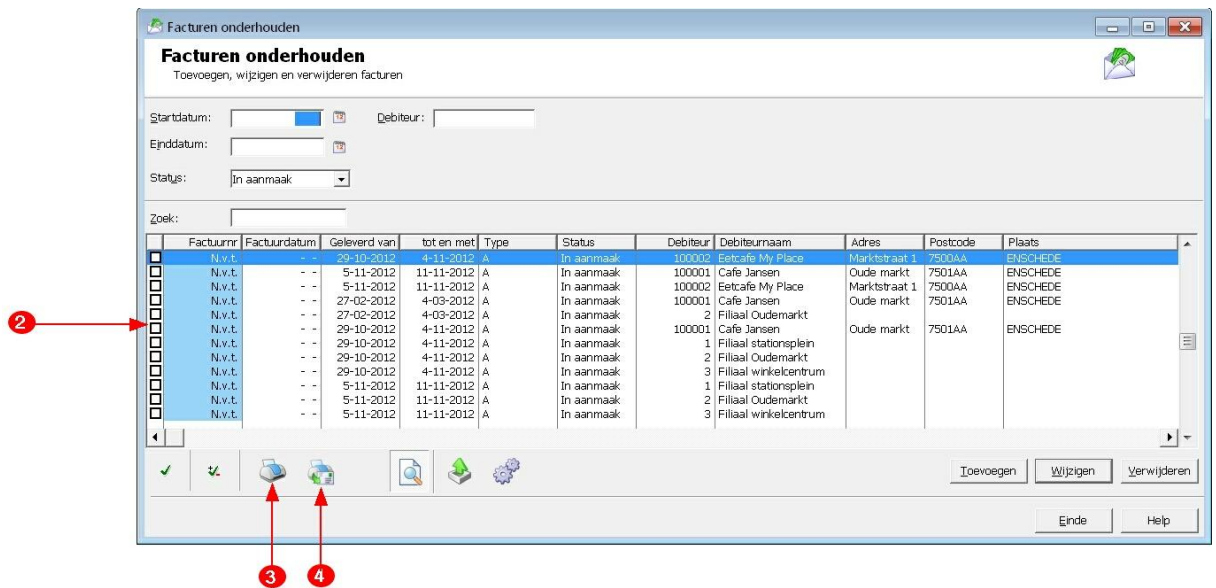 Facturen onderhouden
Facturen onderhouden
Toevoegen, wijzigen en verwijderen facturen
Startdatum: 12 Debiteur:
Einddatum: 12
Status: In aanmaak
Zoek:
Factuurnr Factuurdatum Geleverd van tot en met Type Status Debiteur Debiteurnaam Adres Postcode Plaats
N.v.t. - - 29-10-2012 4-11-2012 A In aanmaak 100002 Eetcafe My Place Marktstraat 1 7500AA ENSCHEDE
N.v.t. - - 5-11-2012 11-11-2012 A In aanmaak 100001 Cafe Jansen Oude markt 7501AA ENSCHEDE
N.v.t. - - 5-11-2012 11-11-2012 A In aanmaak 100002 Eetcafe My Place Marktstraat 1 7500AA ENSCHEDE
N.v.t. - - 27-02-2012 4-03-2012 A In aanmaak 100001 Cafe Jansen Oude markt 7501AA ENSCHEDE
N.v.t. - - 27-02-2012 4-03-2012 A In aanmaak 2 Filiaal Oudemarkt
N.v.t. - - 29-10-2012 4-11-2012 A In aanmaak 100001 Cafe Jansen Oude markt 7501AA ENSCHEDE
N.v.t. - - 29-10-2012 4-11-2012 A In aanmaak 1 Filiaal stationsplein
N.v.t. - - 29-10-2012 4-11-2012 A In aanmaak 2 Filiaal Oudemarkt
N.v.t. - - 29-10-2012 4-11-2012 A In aanmaak 3 Filiaal winkelcentrum
N.v.t. - - 5-11-2012 11-11-2012 A In aanmaak 1 Filiaal stationsplein
N.v.t. - - 5-11-2012 11-11-2012 A In aanmaak 2 Filiaal Oudemarkt
N.v.t. - - 5-11-2012 11-11-2012 A In aanmaak 3 Filiaal winkelcentrum
2
Toevoegen Wijzigen Verwijderen
Einde Help
3 4